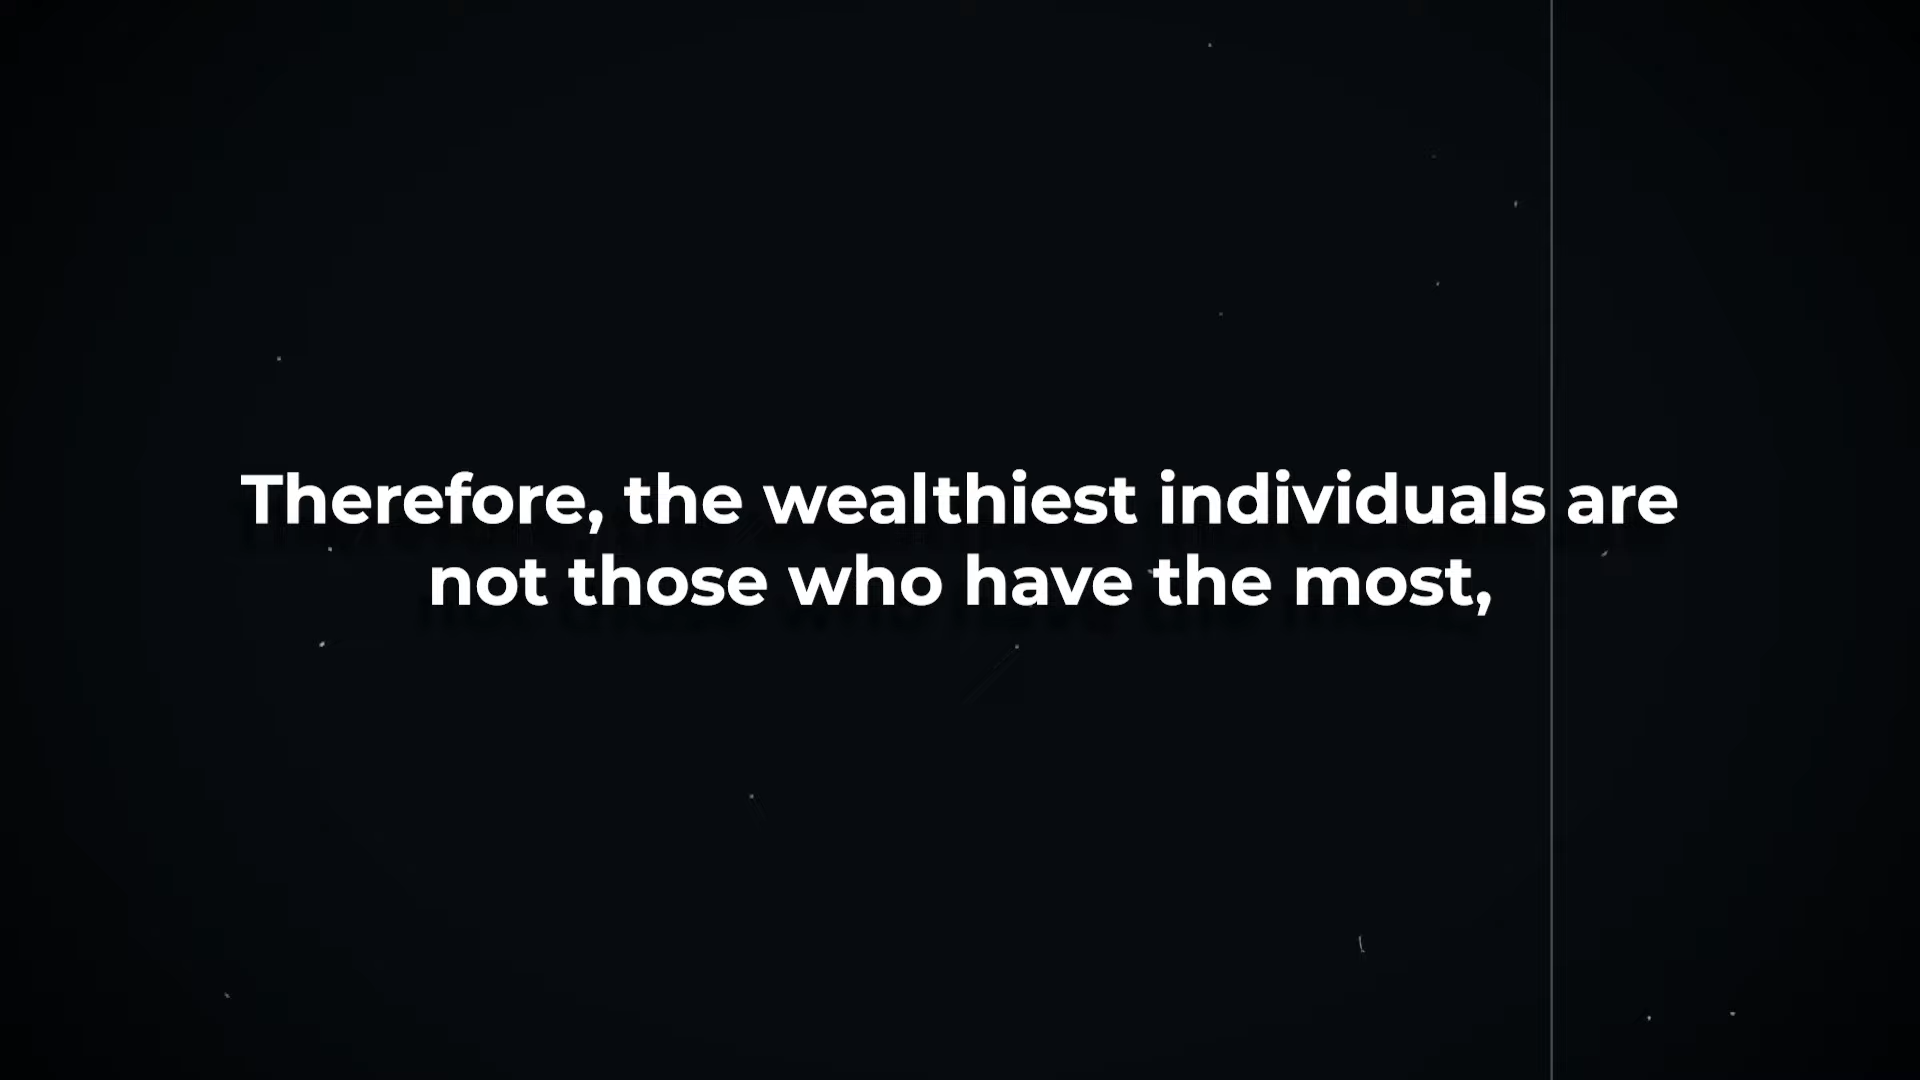 Therefore, the wealthiest individuals are
not those who have the most,